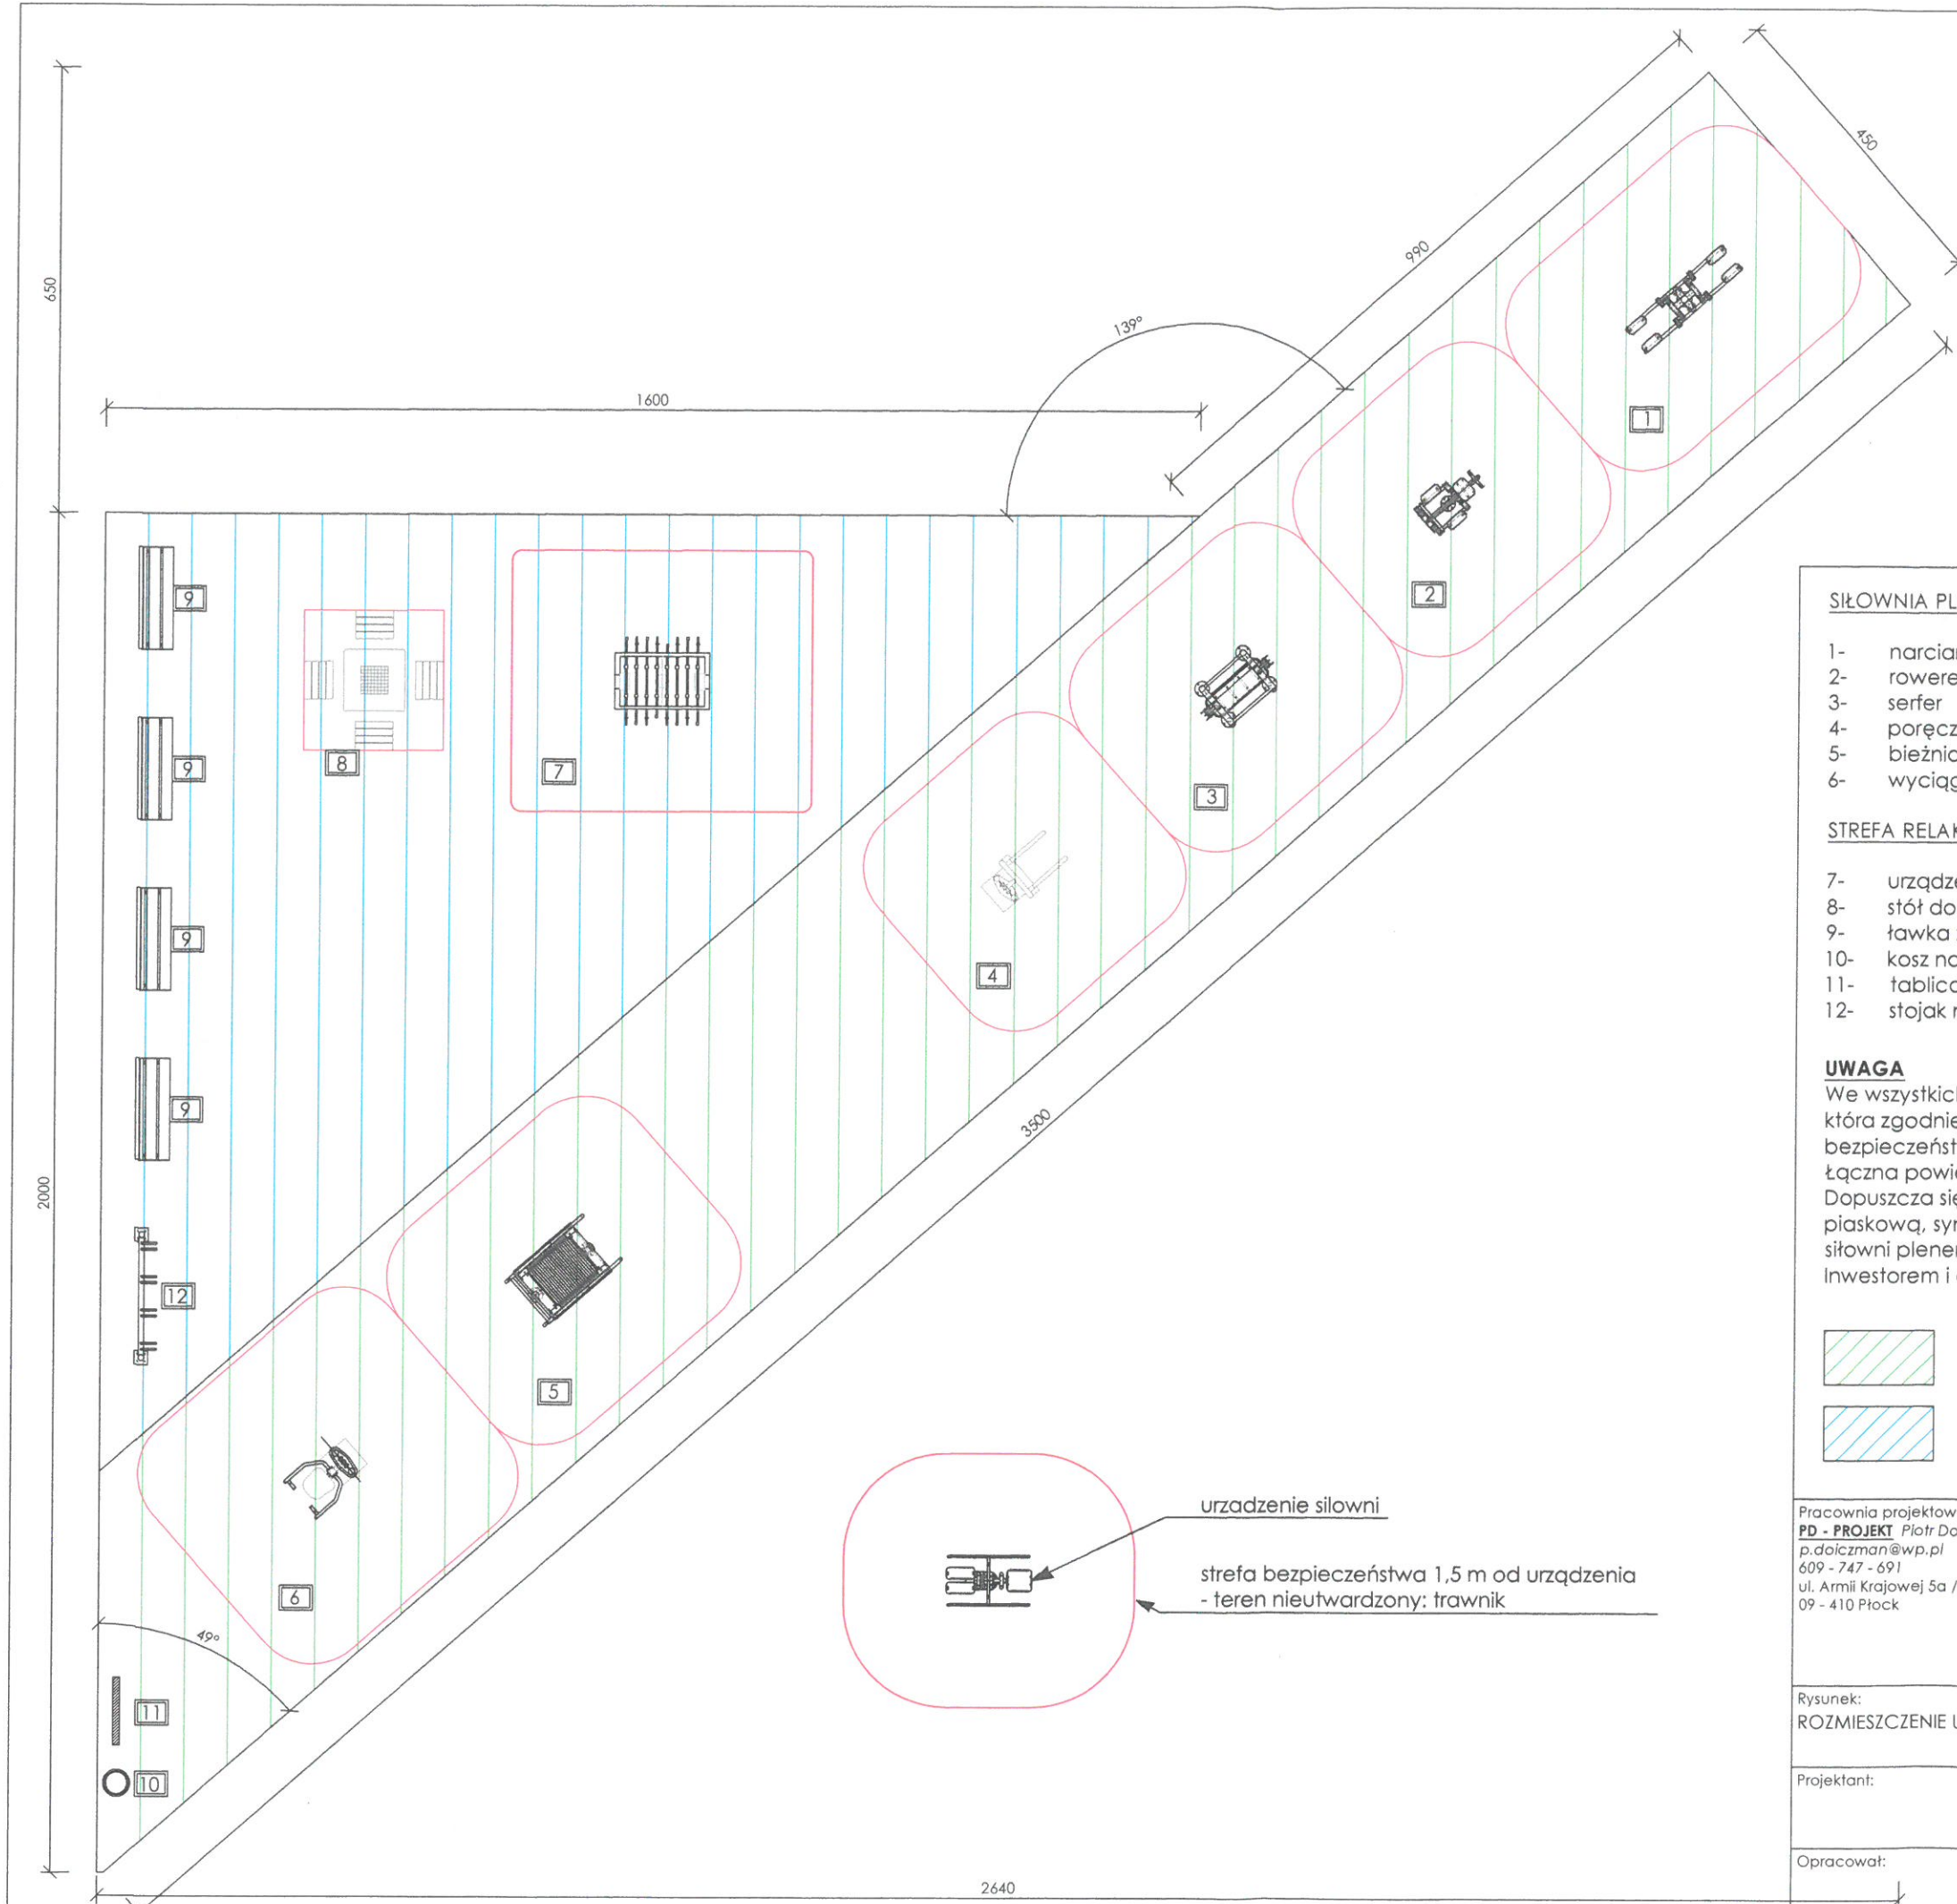 450
990
139°
650
1600
1
2
3
4
5
6
7
8
9
9
9
9
12
11
10
2000
3500
49°
2640
urzadzenie silowni
strefa bezpieczeństwa 1,5 m od urządzenia
- teren nieutwardzony: trawnik
SIŁOWNIA PL
1- narciar
2- rowere
3- serfer
4- poręcz
5- bieżnia
6- wyciąg
STREFA RELAK
7- urządze
8- stół do
9- ławka
10- kosz na
11- tablica
12- stojak
UWAGA
We wszystkich
która zgodnie
bezpieczeńst
Łączna powie
Dopuszcza się
piaskową, syn
siłowni plener
Inwestorem i
Pracownia projektow
PD - PROJEKT Piotr Do
p.doiczman@wp.pl
609 - 747 - 691
ul. Armii Krajowej 5a /
09 - 410 Płock
Rysunek:
ROZMIESZCZENIE U
Projektant:
Opracował: